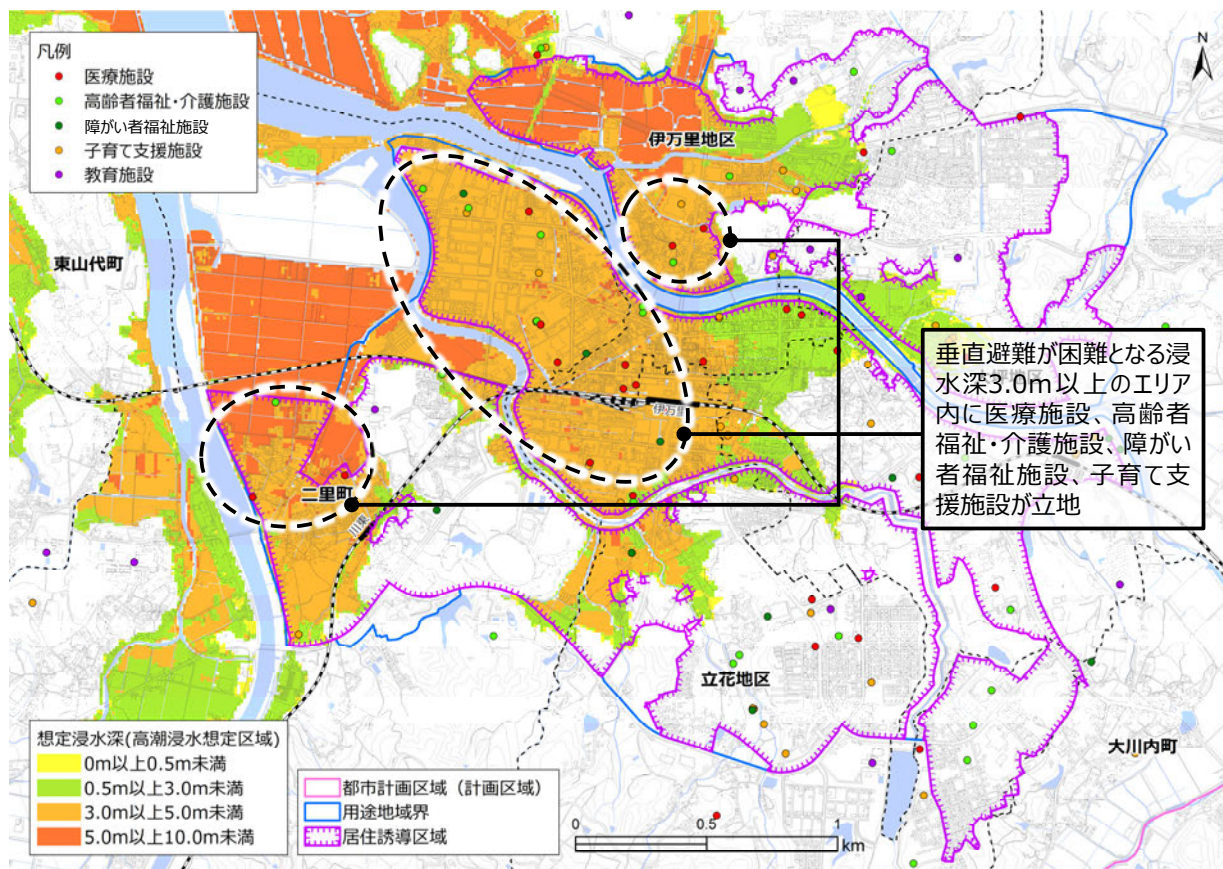 凡例
医療施設
高齢者福祉・介護施設
障がい者福祉施設
子育て支援施設
教育施設
N
伊万里地区
東山代町
垂直避難が困難となる浸
水深3.0m以上のエリア
内に医療施設、高齢者
福祉・介護施設、障がい
者福祉施設、子育て支
援施設が立地
伊万里
二里町
川東
立花地区
大川内町
想定浸水深(高潮浸水想定区域)
0m以上0.5m未満
0.5m以上3.0m未満
3.0m以上5.0m未満
5.0m以上10.0m未満
都市計画区域（計画区域）
用途地域界
居住誘導区域
0 0.5 1
km